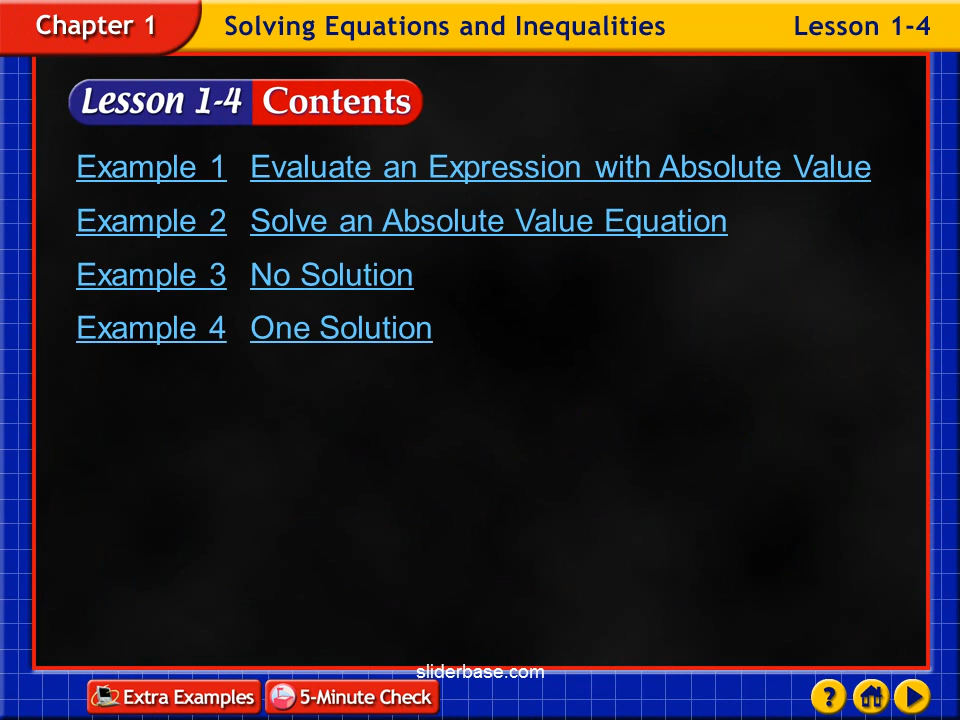 Chapter 1 Solving Equations and Inequalities Lesson 1-4
Lesson 1-4 Contents
Example 1 Evaluate an Expression with Absolute Value
Example 2 Solve an Absolute Value Equation
Example 3 No Solution
Example 4 One Solution
sliderbase.com
Extra Examples 5-Minute Check ?